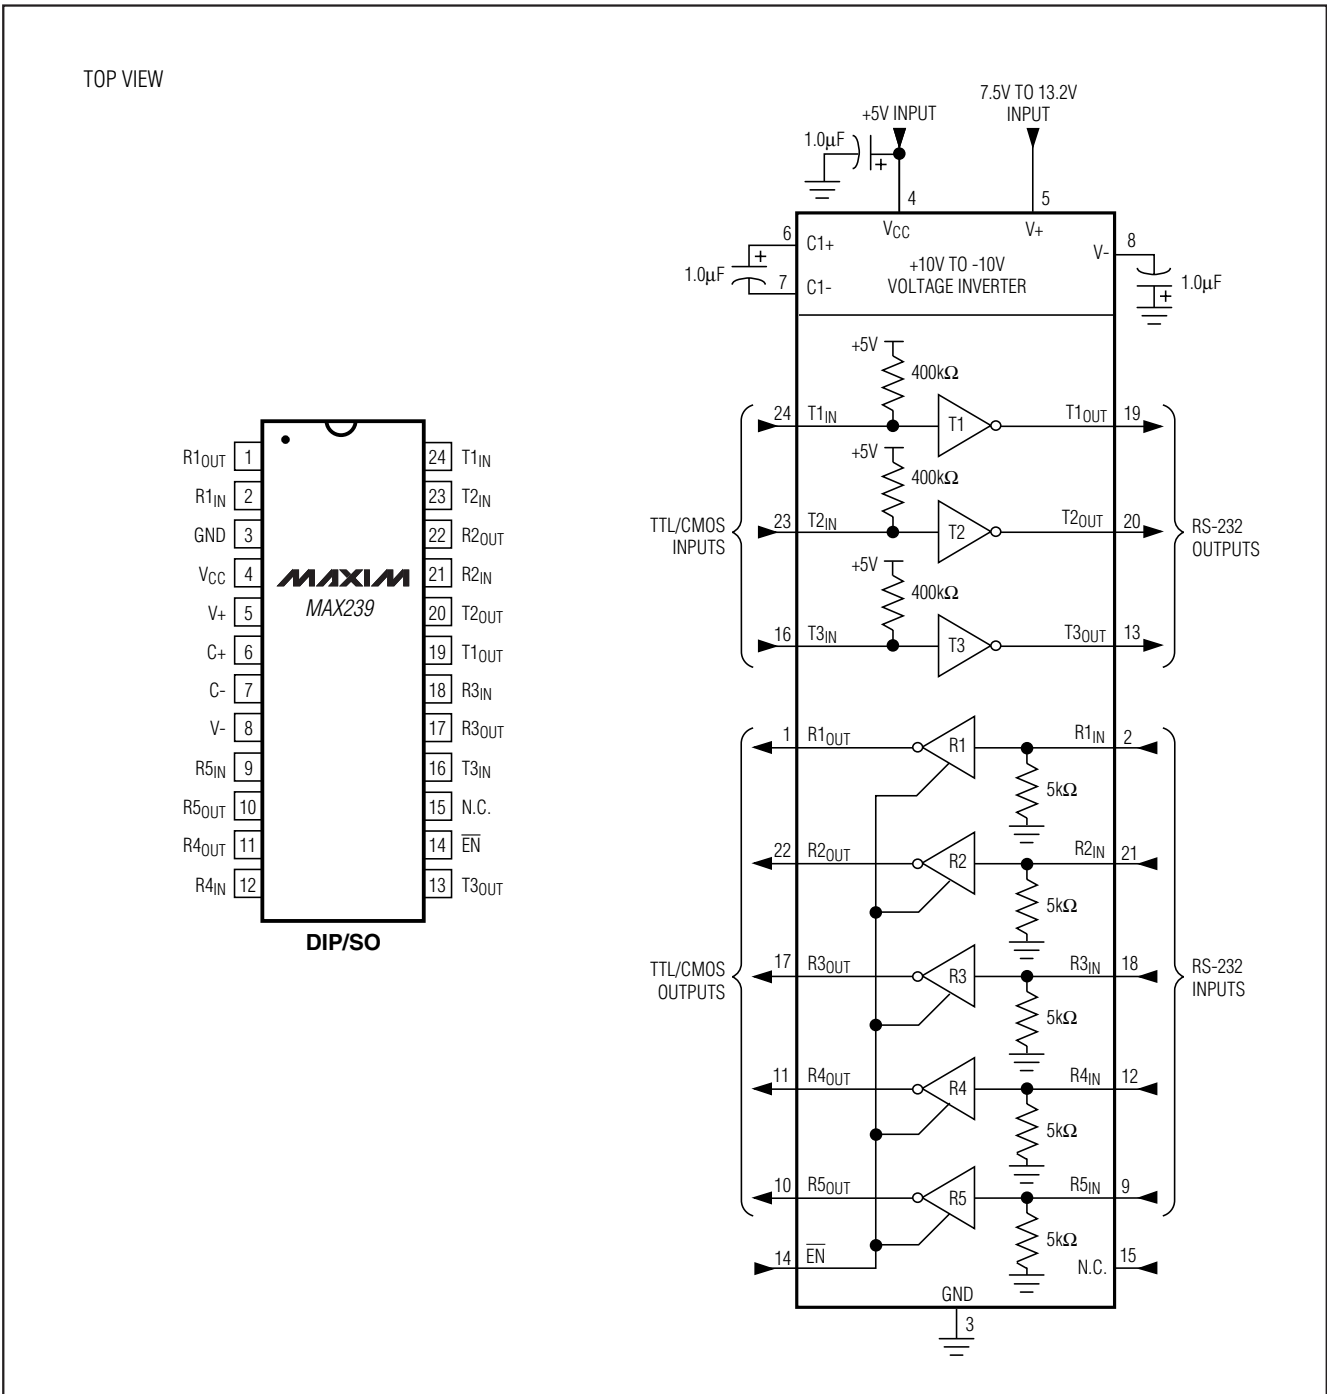 TOP VIEW
R1OUT 1
R1IN 2
GND 3
VCC 4
V+ 5
C+ 6
C- 7
V- 8
R5IN 9
R5OUT 10
R4OUT 11
R4IN 12
24 T1IN
23 T2IN
22 R2OUT
21 R2IN
20 T2OUT
19 T1OUT
18 R3IN
17 R3OUT
16 T3IN
15 N.C.
14 E̅N̅
13 T3OUT
MAXIM
MAX239
DIP/SO
7.5V TO 13.2V
INPUT
+5V INPUT
1.0µF
+
4
5
VCC
V+
6
C1+
+
1.0µF
7
C1-
+10V TO -10V
VOLTAGE INVERTER
V-
8
1.0µF
+
+5V
400kΩ
24 T1IN T1 T1OUT 19
+5V
400kΩ
TTL/CMOS
INPUTS
23 T2IN T2 T2OUT 20
RS-232
OUTPUTS
+5V
400kΩ
16 T3IN T3 T3OUT 13
1 R1OUT R1 R1IN 2
5kΩ
22 R2OUT R2 R2IN 21
5kΩ
TTL/CMOS
OUTPUTS
17 R3OUT R3 R3IN 18
RS-232
INPUTS
5kΩ
11 R4OUT R4 R4IN 12
5kΩ
10 R5OUT R5 R5IN 9
5kΩ
14 E̅N̅
N.C. 15
GND
3